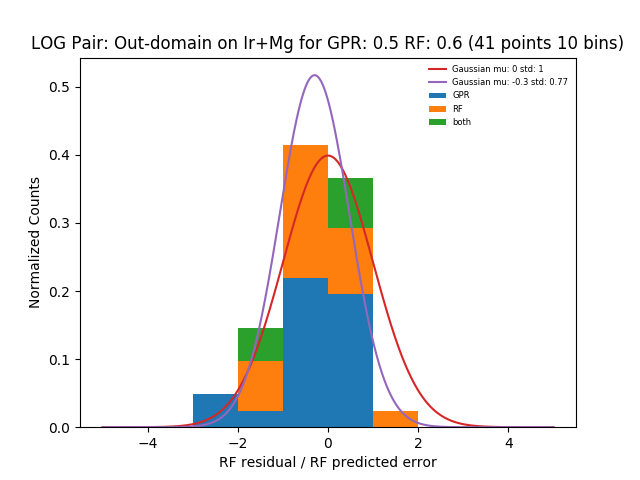 LOG Pair: Out-domain on Ir+Mg for GPR: 0.5 RF: 0.6 (41 points 10 bins)
Gaussian mu: 0 std: 1
Gaussian mu: -0.3 std: 0.77
GPR
RF
both
Normalized Counts
0.5
0.4
0.3
0.2
0.1
0.0
−4 −2 0 2 4
RF residual / RF predicted error